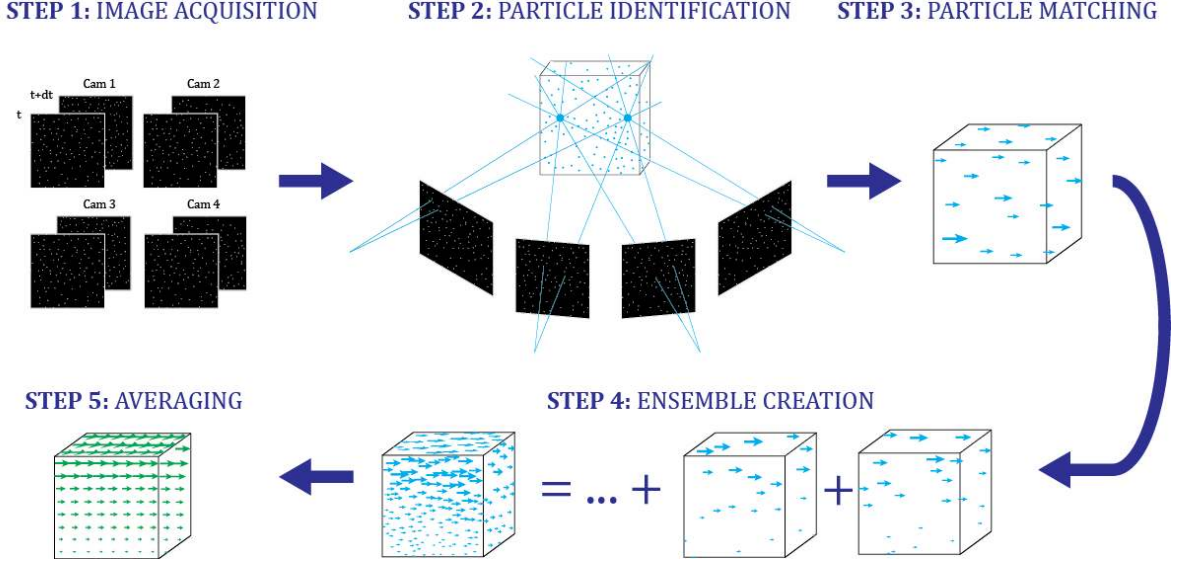 STEP 1: IMAGE ACQUISITION
STEP 2: PARTICLE IDENTIFICATION
STEP 3: PARTICLE MATCHING
Cam 1
Cam 2
t+dt
t
Cam 3
Cam 4
STEP 5: AVERAGING
STEP 4: ENSEMBLE CREATION
= ... +
+